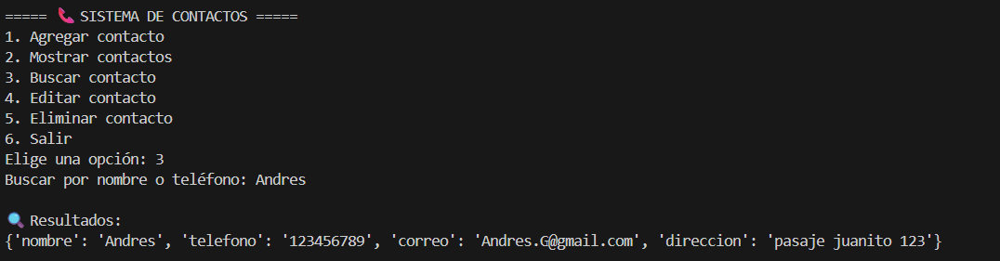 ===== 📞 SISTEMA DE CONTACTOS =====
1. Agregar contacto
2. Mostrar contactos
3. Buscar contacto
4. Editar contacto
5. Eliminar contacto
6. Salir
Elige una opción: 3
Buscar por nombre o teléfono: Andres
🔍 Resultados:
{'nombre': 'Andres', 'telefono': '123456789', 'correo': 'Andres.G@gmail.com', 'direccion': 'pasaje juanito 123'}